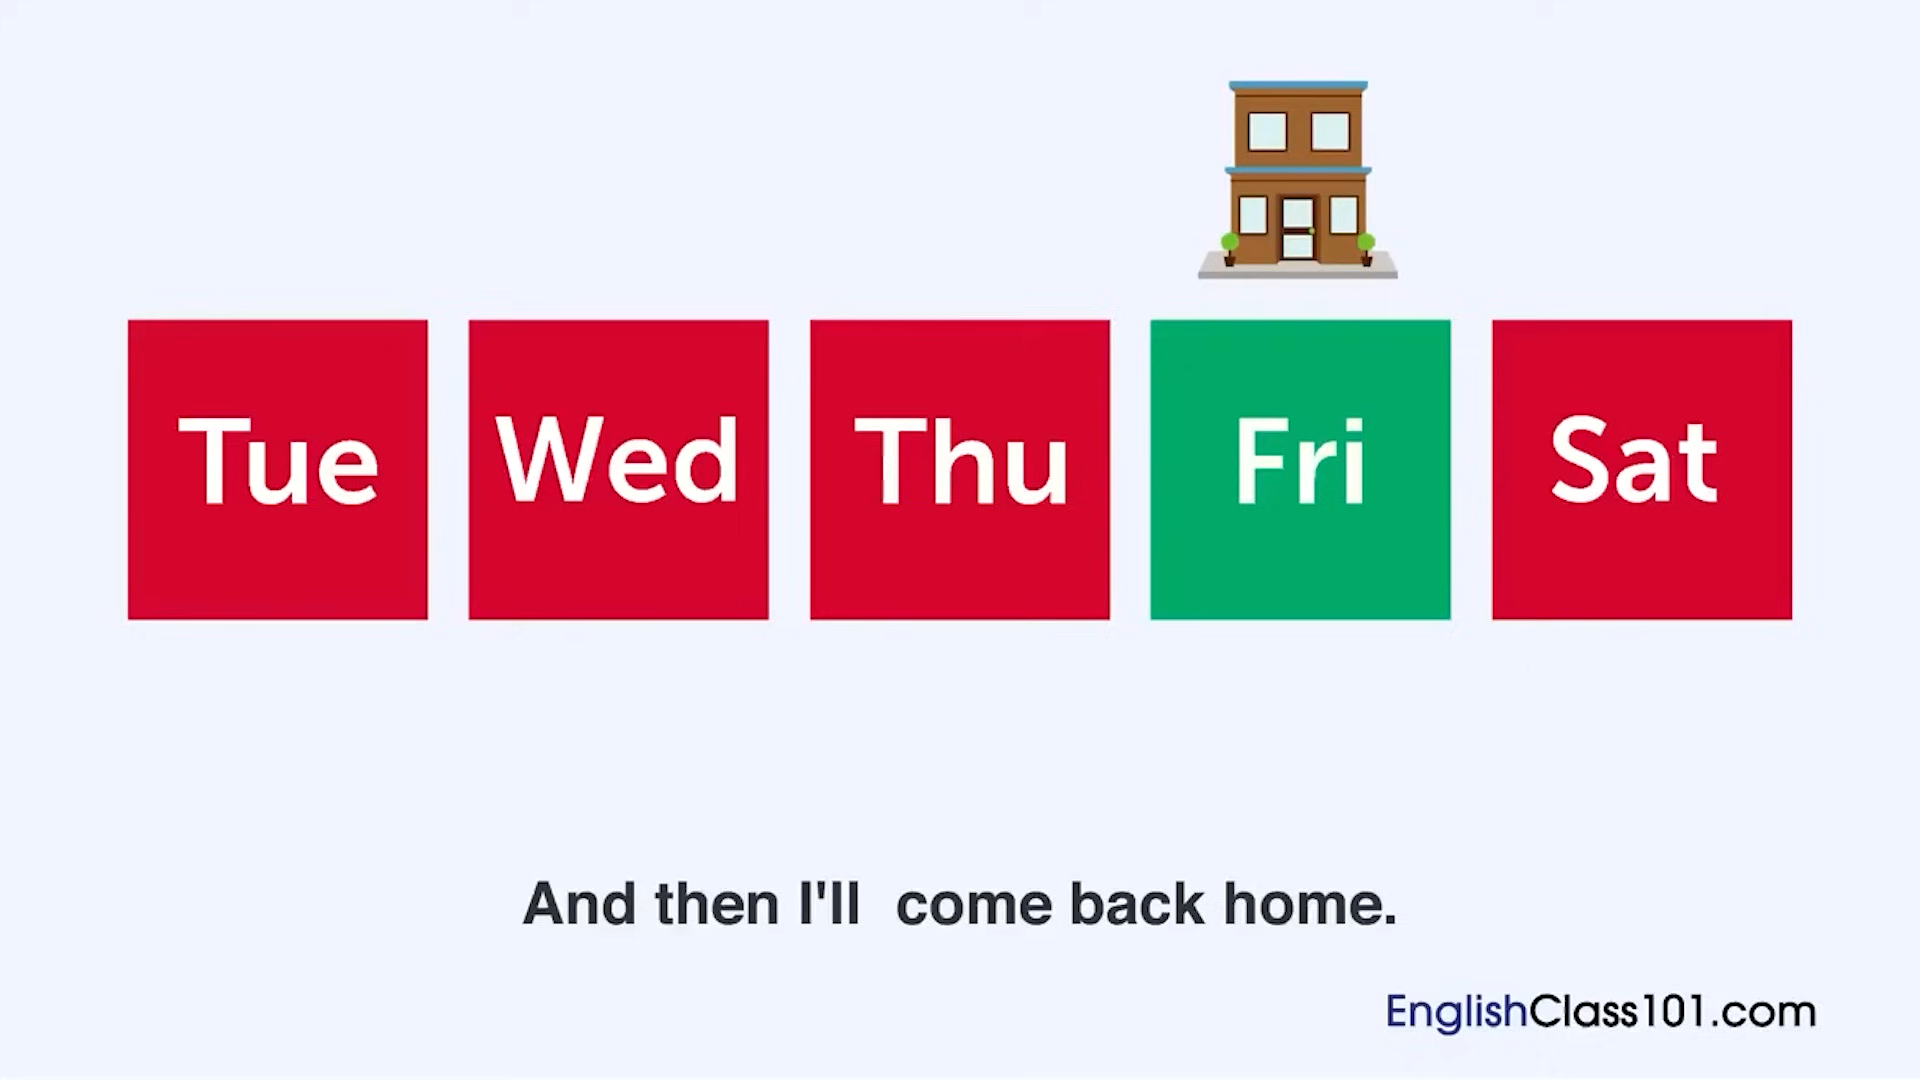 Tue Wed Thu Fri Sat
And then I'll  come back home.
EnglishClass101.com